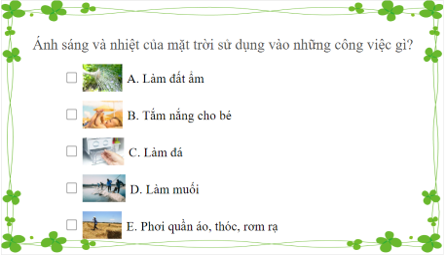 Ánh sáng và nhiệt của mặt trời sử dụng vào những công việc gì?
A. Làm đất ẩm
B. Tắm nắng cho bé
C. Làm đá
D. Làm muối
E. Phơi quần áo, thóc, rơm rạ